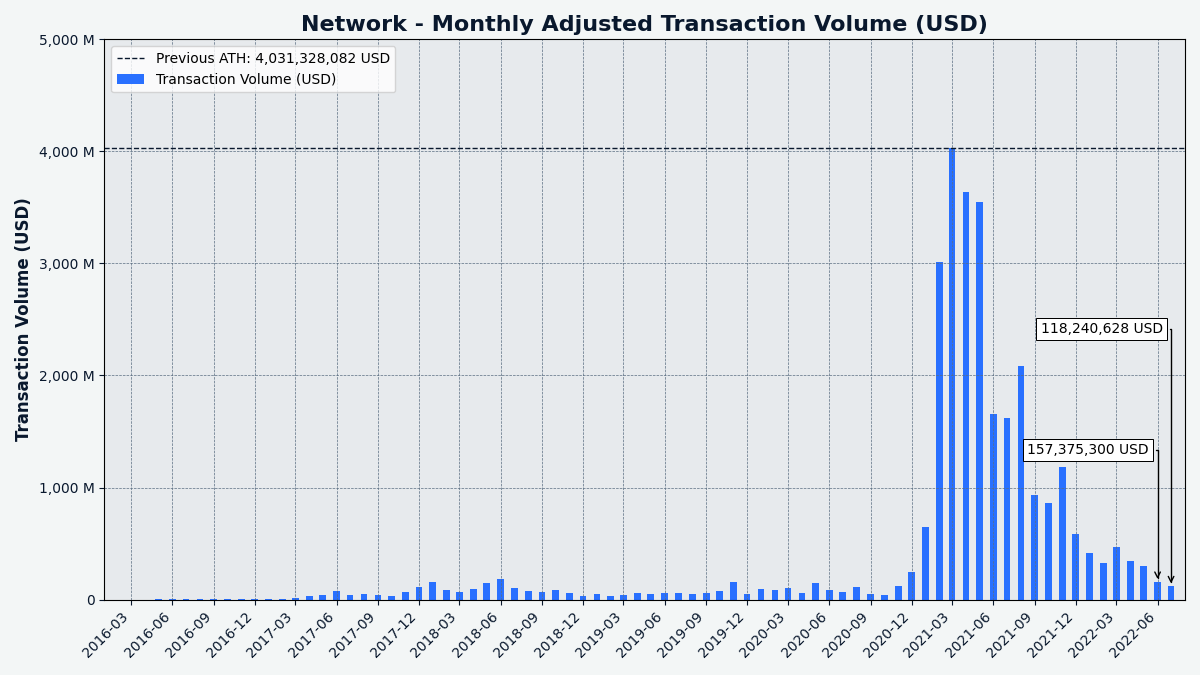 Network - Monthly Adjusted Transaction Volume (USD)
Previous ATH: 4,031,328,082 USD
Transaction Volume (USD)
Transaction Volume (USD)
5,000 M
4,000 M
3,000 M
2,000 M
1,000 M
0
118,240,628 USD
157,375,300 USD
2016-03
2016-06
2016-09
2016-12
2017-03
2017-06
2017-09
2017-12
2018-03
2018-06
2018-09
2018-12
2019-03
2019-06
2019-09
2019-12
2020-03
2020-06
2020-09
2020-12
2021-03
2021-06
2021-09
2021-12
2022-03
2022-06